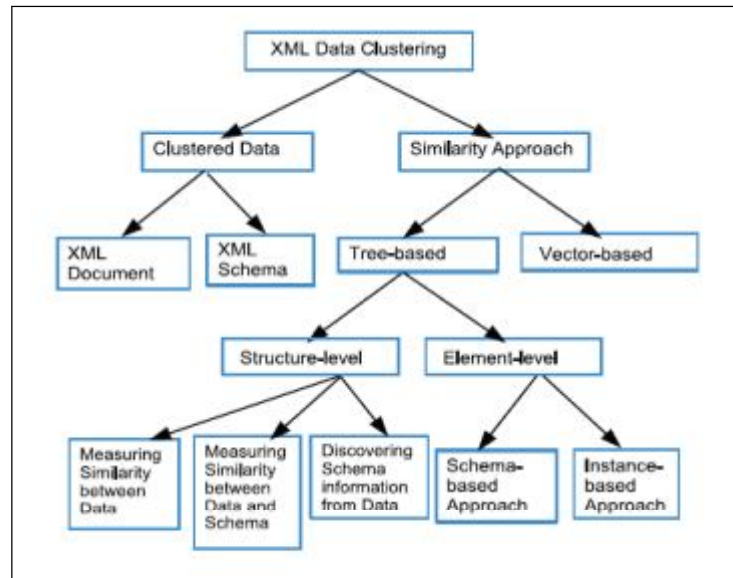 XML Data Clustering
Clustered Data
Similarity Approach
XML
Document
XML
Schema
Tree-based
Vector-based
Structure-level
Element-level
Measuring
Similarity
between
Data
Measuring
Similarity
between
Data and
Schema
Discovering
Schema
information
from Data
Schema-
based
Approach
Instance-
based
Approach